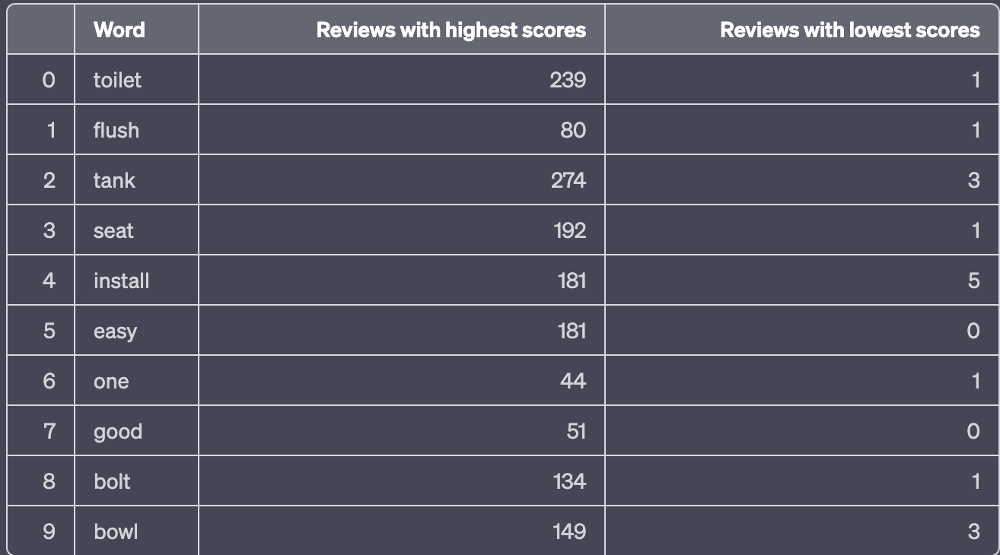 Word Reviews with highest scores Reviews with lowest scores
0 toilet 239 1
1 flush 80 1
2 tank 274 3
3 seat 192 1
4 install 181 5
5 easy 181 0
6 one 44 1
7 good 51 0
8 bolt 134 1
9 bowl 149 3